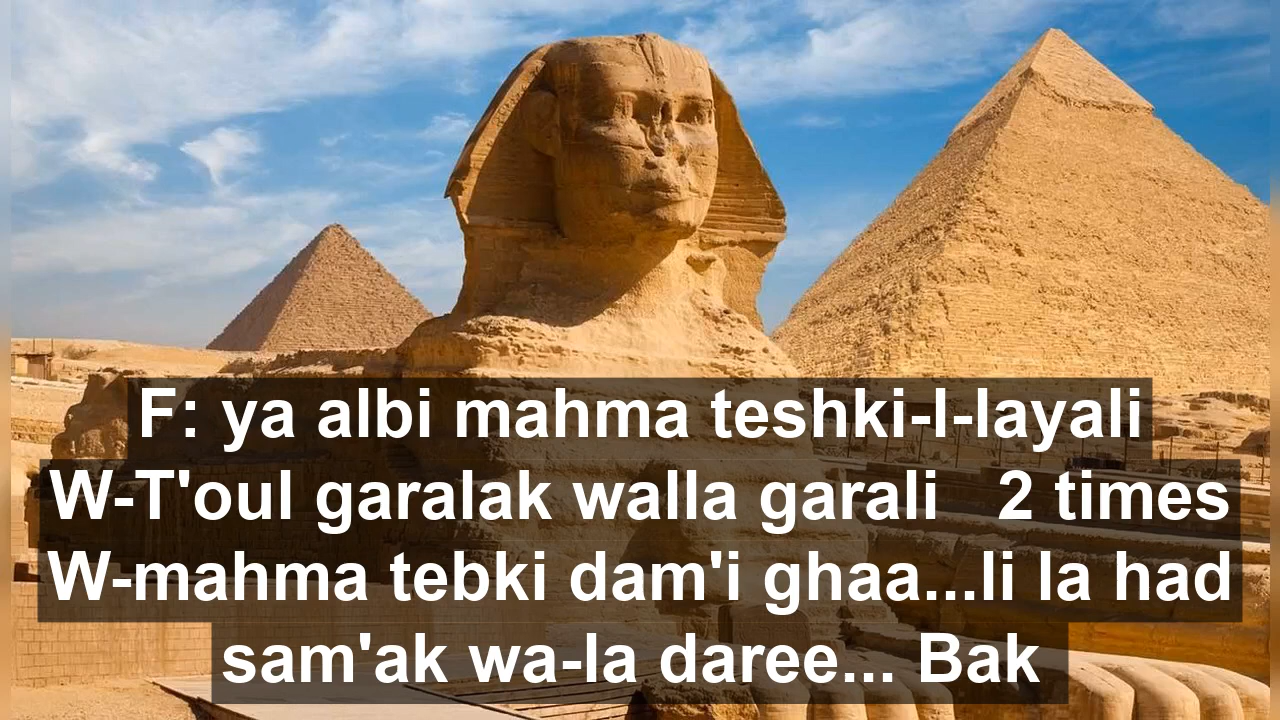 F: ya albi mahma teshki-l-layali
W-T'oul garalak walla garali   2 times
W-mahma tebki dam'i ghaa...li la had
sam'ak wa-la daree... Bak